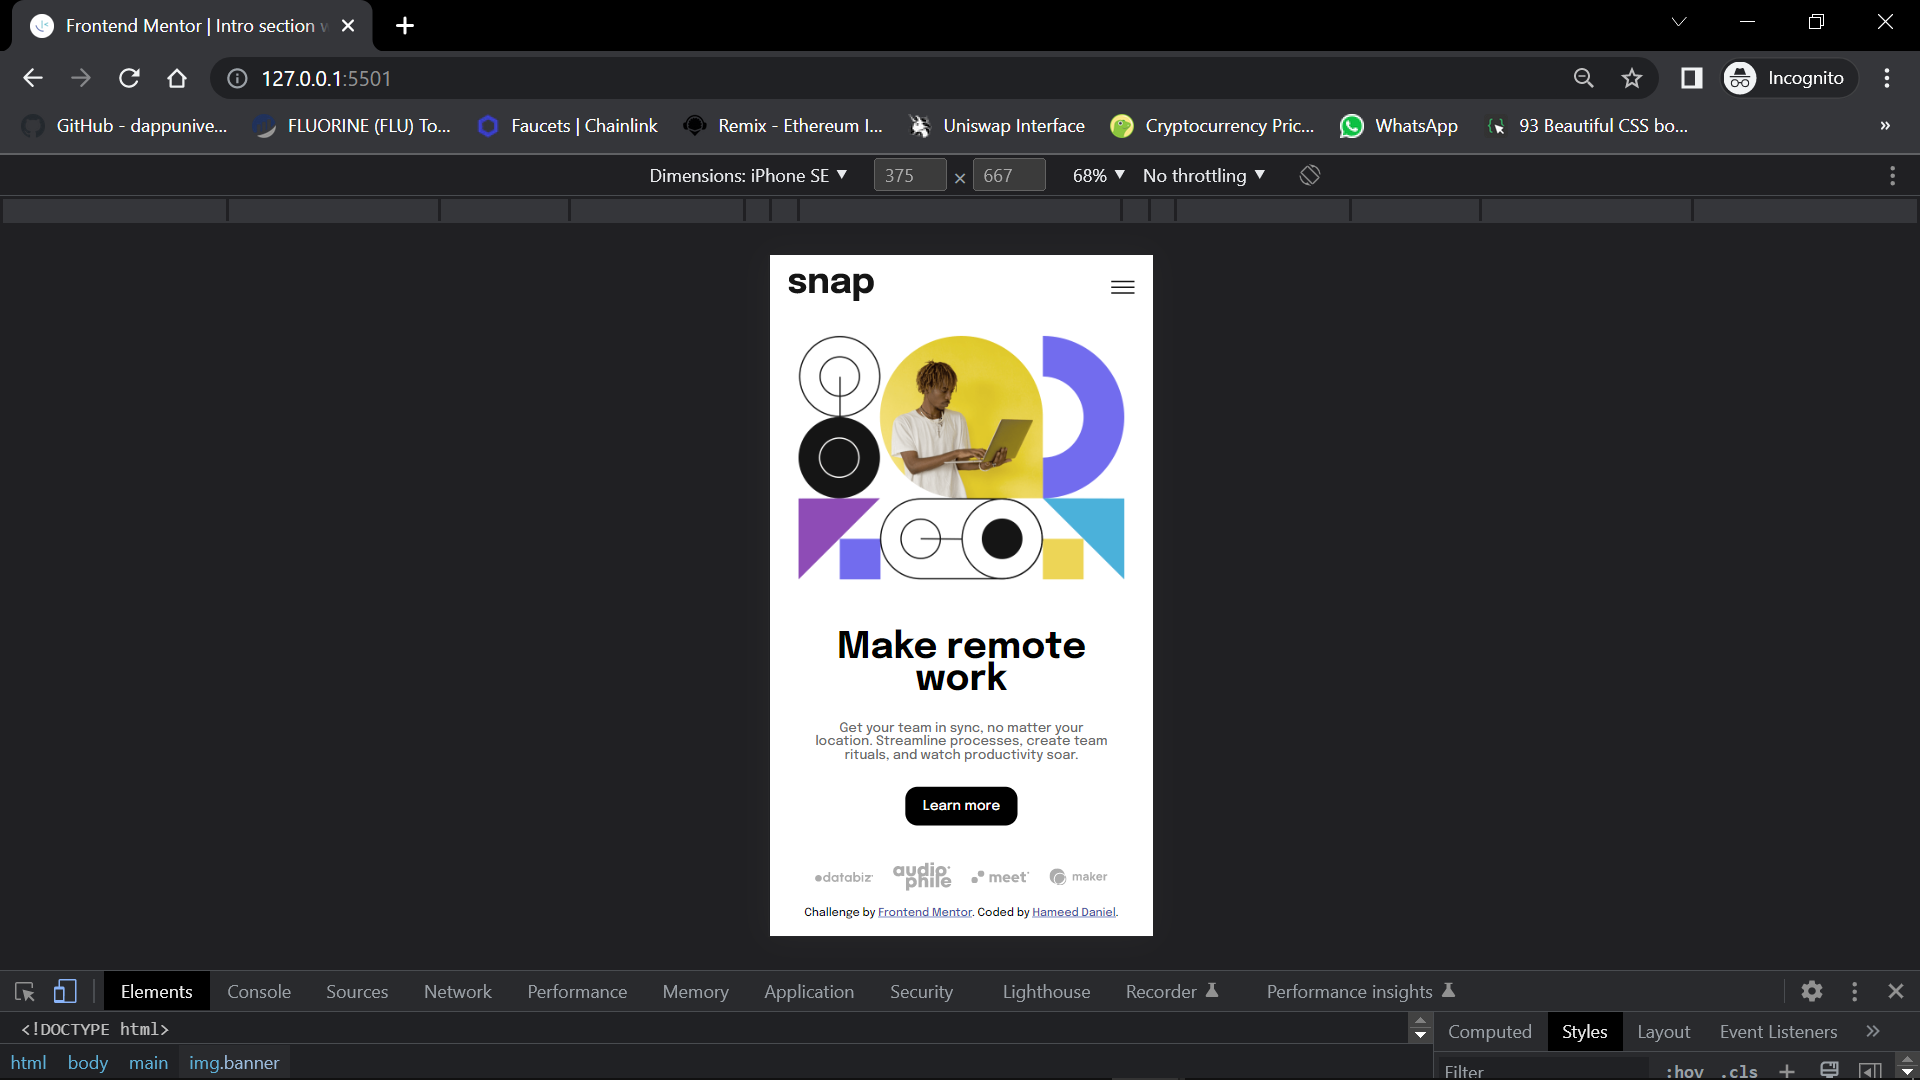 Frontend Mentor | Intro section w
127.0.0.1:5501
Incognito
GitHub - dappunive...
FLUORINE (FLU) To...
Faucets | Chainlink
Remix - Ethereum I...
Uniswap Interface
Cryptocurrency Pric...
WhatsApp
93 Beautiful CSS bo...
»
Dimensions: iPhone SE ▼ 375 × 667 68% ▼ No throttling ▼
snap
Make remote
work
Get your team in sync, no matter your
location. Streamline processes, create team
rituals, and watch productivity soar.
Learn more
databiz
audio
phile
meet
maker
Challenge by Frontend Mentor. Coded by Hameed Daniel.
Elements Console Sources Network Performance Memory Application Security Lighthouse Recorder Performance insights
<!DOCTYPE html>
Computed Styles Layout Event Listeners »
html body main img.banner
Filter :hov .cls +